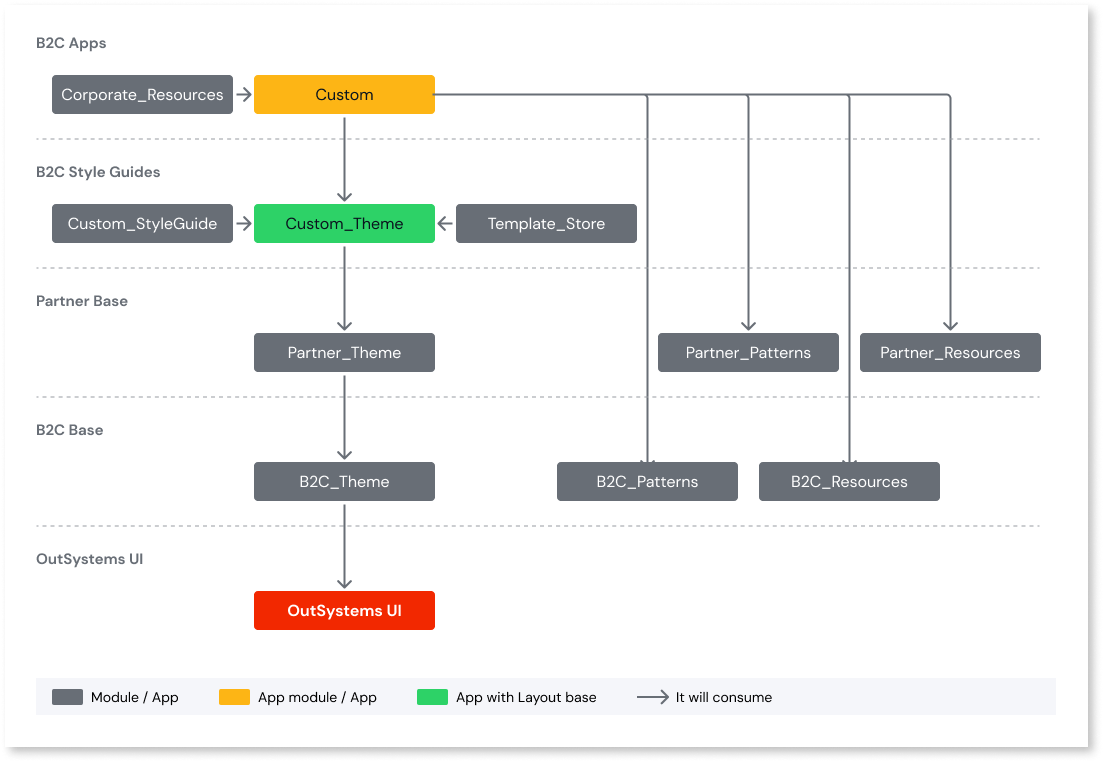 B2C Apps
Corporate_Resources
Custom
B2C Style Guides
Custom_StyleGuide
Custom_Theme
Template_Store
Partner Base
Partner_Theme
Partner_Patterns
Partner_Resources
B2C Base
B2C_Theme
B2C_Patterns
B2C_Resources
OutSystems UI
OutSystems UI
Module / App
App module / App
App with Layout base
It will consume